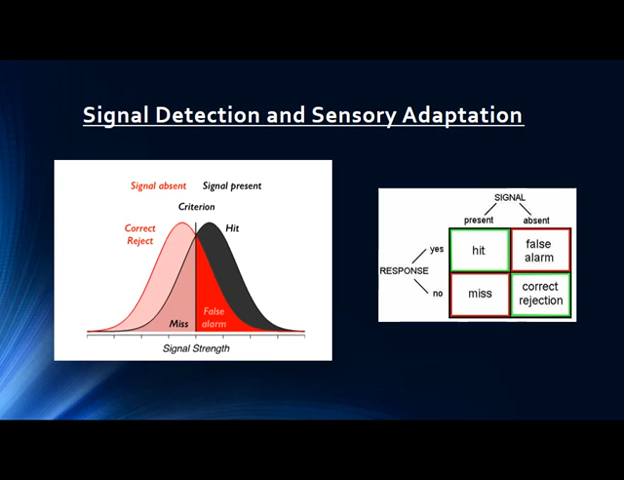 Signal Detection and Sensory Adaptation
Signal absent Signal present
Criterion
Correct
Reject
Hit
Miss
False
alarm
Signal Strength
SIGNAL
present absent
RESPONSE
yes
hit
false
alarm
no
miss
correct
rejection